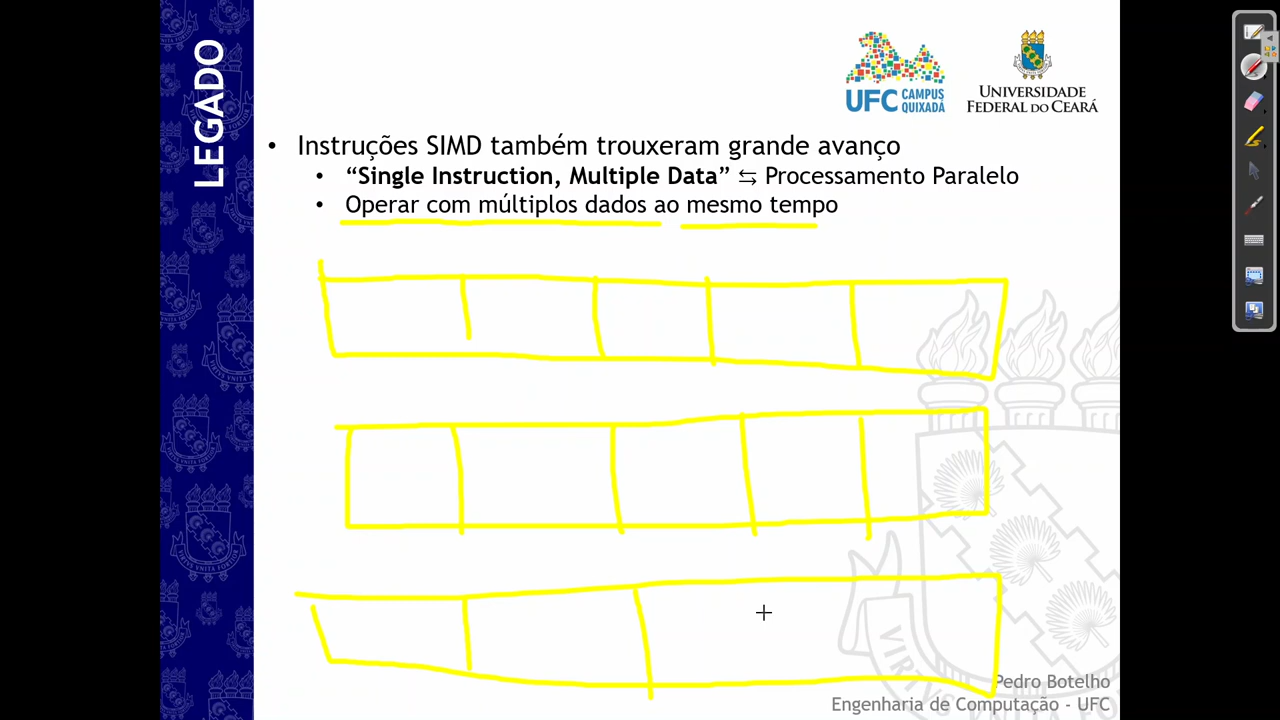 LEGADO
UFC CAMPUS QUIXADÁ
UNIVERSIDADE
FEDERAL DO CEARÁ
• Instruções SIMD também trouxeram grande avanço
• “Single Instruction, Multiple Data” ⇆ Processamento Paralelo
• Operar com múltiplos dados ao mesmo tempo
Pedro Botelho
Engenharia de Computação - UFC